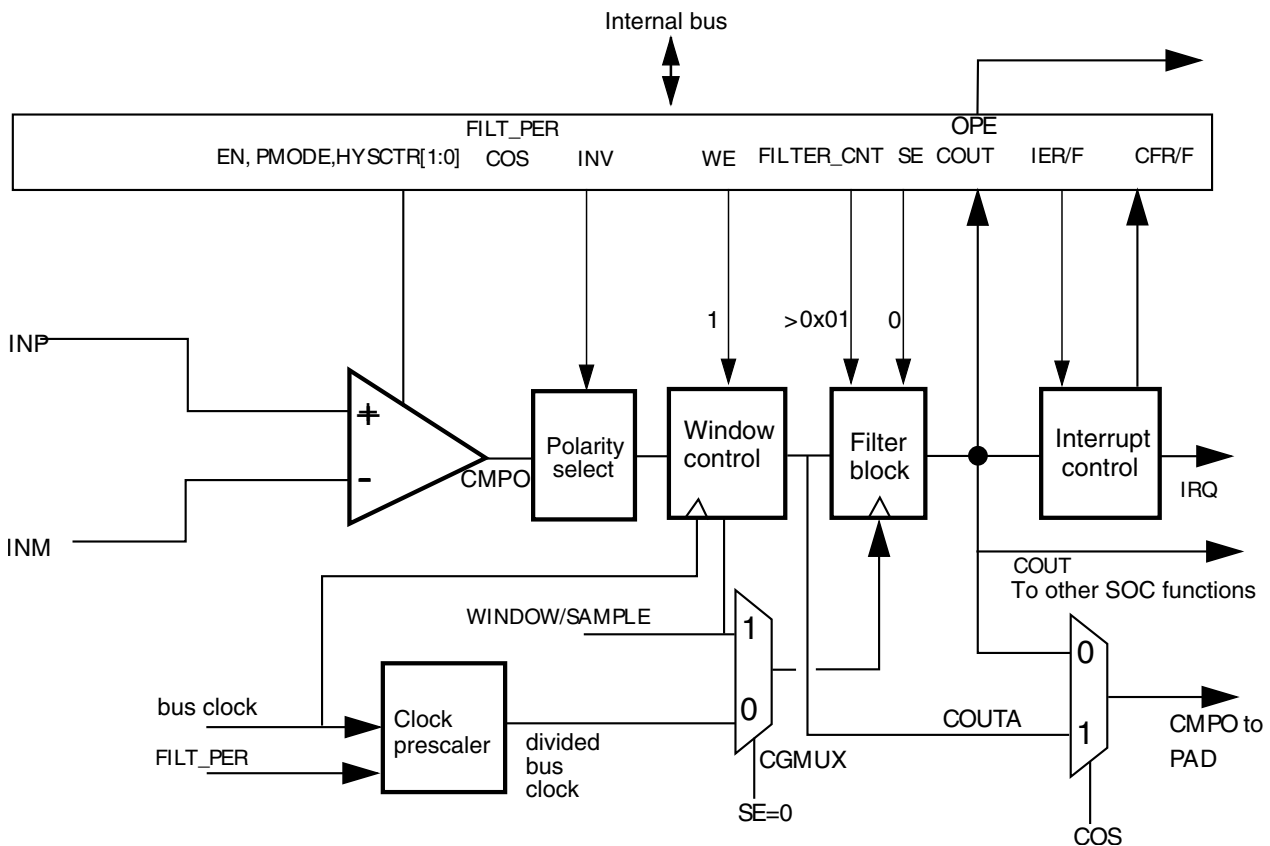 Internal bus
FILT_PER
OPE
EN, PMODE,HYSCTR[1:0]
COS
INV
WE
FILTER_CNT
SE
COUT
IER/F
CFR/F
1
>0x01
0
INP
+
-
INM
CMPO
Polarity
select
Window
control
Filter
block
Interrupt
control
IRQ
COUT
To other SOC functions
WINDOW/SAMPLE
1
0
CGMUX
SE=0
bus clock
FILT_PER
Clock
prescaler
divided
bus
clock
COUTA
0
1
COS
CMPO to
PAD